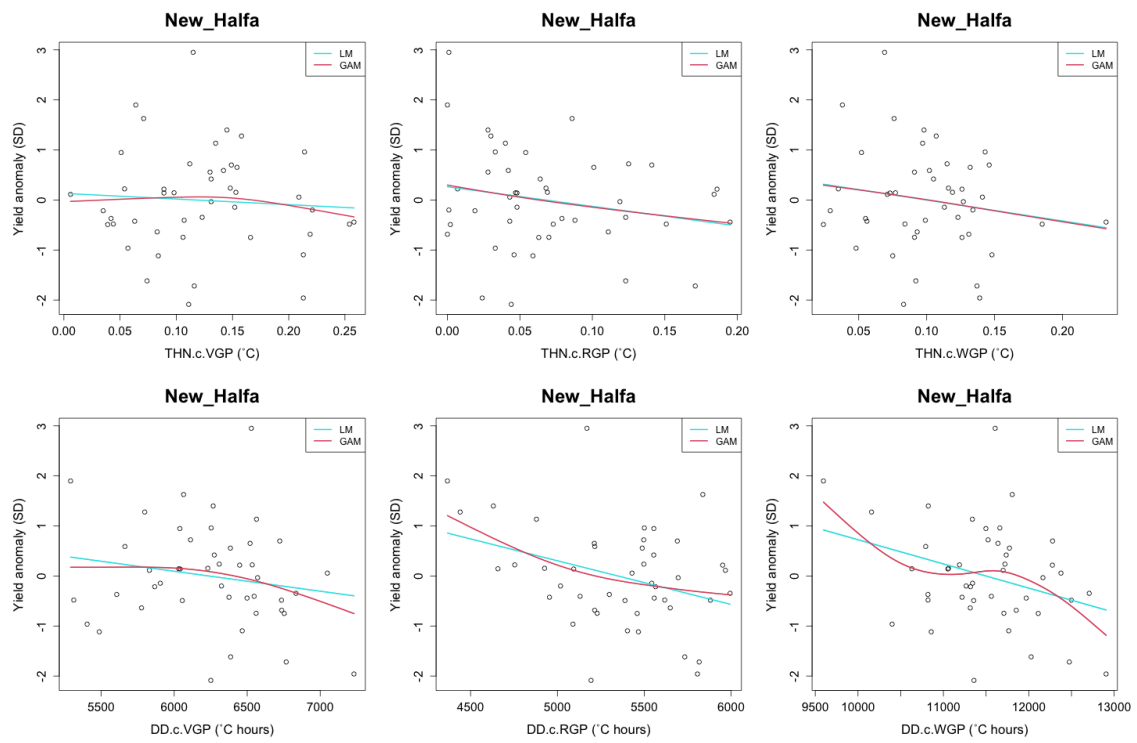 New_Halfa
Yield anomaly (SD)
3
2
1
0
-1
-2
LM
GAM
0.00 0.05 0.10 0.15 0.20 0.25
THN.c.VGP (˚C)
New_Halfa
Yield anomaly (SD)
3
2
1
0
-1
-2
LM
GAM
0.00 0.05 0.10 0.15 0.20
THN.c.RGP (˚C)
New_Halfa
Yield anomaly (SD)
3
2
1
0
-1
-2
LM
GAM
0.05 0.10 0.15 0.20
THN.c.WGP (˚C)
New_Halfa
Yield anomaly (SD)
3
2
1
0
-1
-2
LM
GAM
5500 6000 6500 7000
DD.c.VGP (˚C hours)
New_Halfa
Yield anomaly (SD)
3
2
1
0
-1
-2
LM
GAM
4500 5000 5500 6000
DD.c.RGP (˚C hours)
New_Halfa
Yield anomaly (SD)
3
2
1
0
-1
-2
LM
GAM
9500 10000 11000 12000 13000
DD.c.WGP (˚C hours)